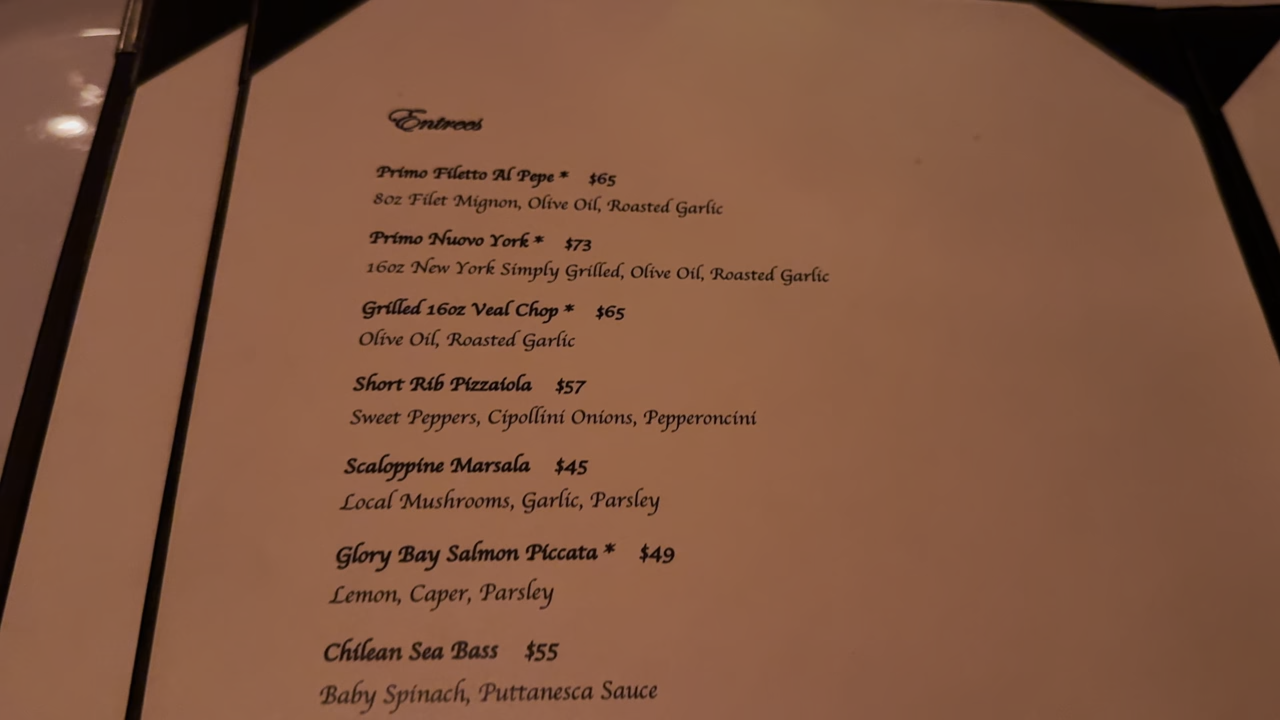 Entrees
Primo Filetto Al Pepe * $65
8oz Filet Mignon, Olive Oil, Roasted Garlic
Primo Nuovo York * $73
16oz New York Simply Grilled, Olive Oil, Roasted Garlic
Grilled 16oz Veal Chop * $65
Olive Oil, Roasted Garlic
Short Rib Pizzaiola $57
Sweet Peppers, Cipollini Onions, Pepperoncini
Scaloppine Marsala $45
Local Mushrooms, Garlic, Parsley
Glory Bay Salmon Piccata * $49
Lemon, Caper, Parsley
Chilean Sea Bass $55
Baby Spinach, Puttanesca Sauce